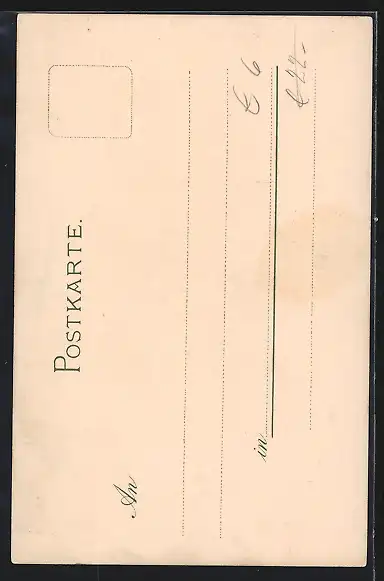 POSTKARTE.
An
in
E 6